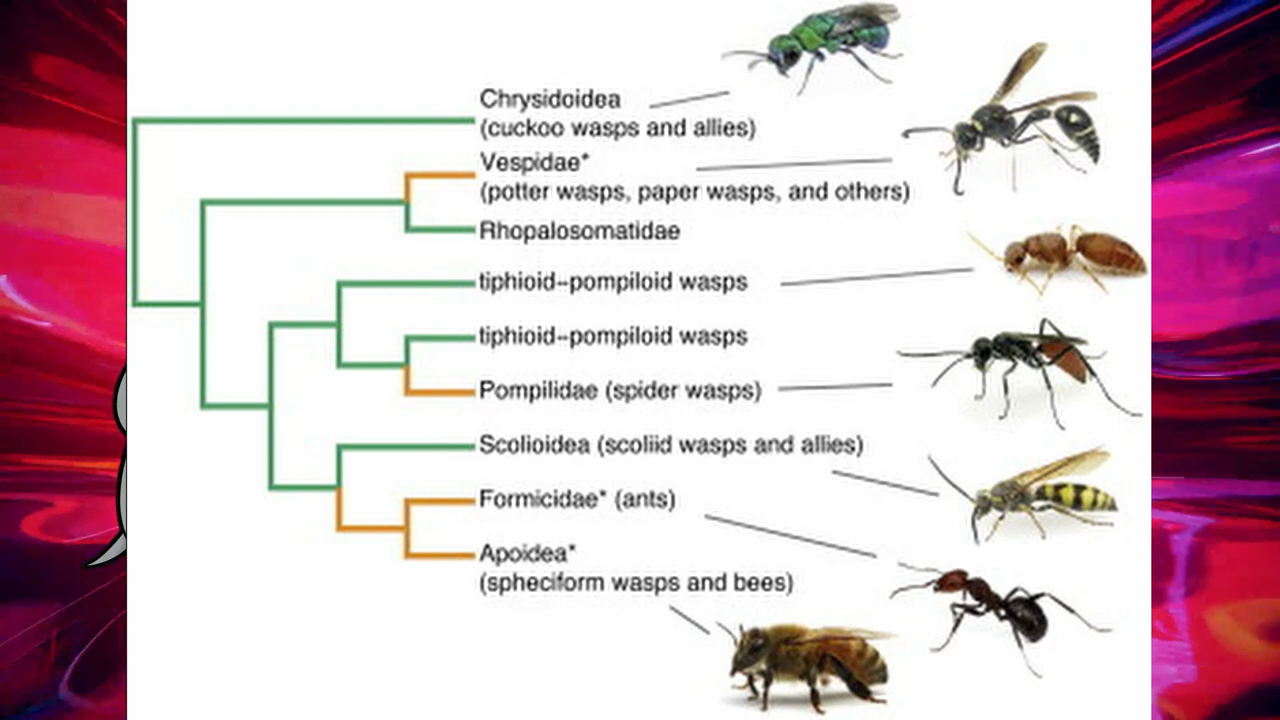 Chrysidoidea
(cuckoo wasps and allies)
Vespidae*
(potter wasps, paper wasps, and others)
Rhopalosomatidae
tiphioid-pompiloid wasps
tiphioid-pompiloid wasps
Pompilidae (spider wasps)
Scolioidea (scoliid wasps and allies)
Formicidae* (ants)
Apoidea*
(spheciform wasps and bees)